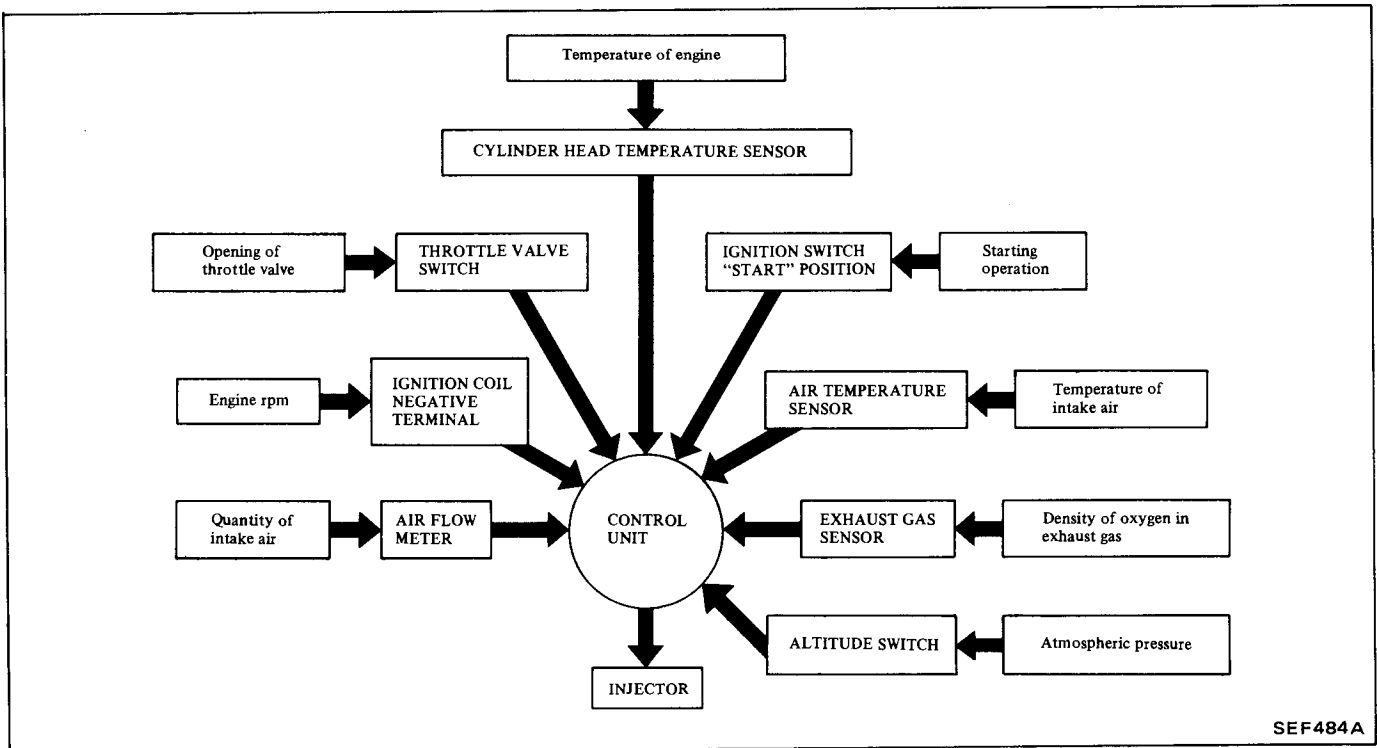 Temperature of engine
CYLINDER HEAD TEMPERATURE SENSOR
Opening of
throttle valve
THROTTLE VALVE
SWITCH
IGNITION SWITCH
“START” POSITION
Starting
operation
Engine rpm
IGNITION COIL
NEGATIVE
TERMINAL
AIR TEMPERATURE
SENSOR
Temperature of
intake air
Quantity of
intake air
AIR FLOW
METER
CONTROL
UNIT
EXHAUST GAS
SENSOR
Density of oxygen in
exhaust gas
ALTITUDE SWITCH
Atmospheric pressure
INJECTOR
SEF484A